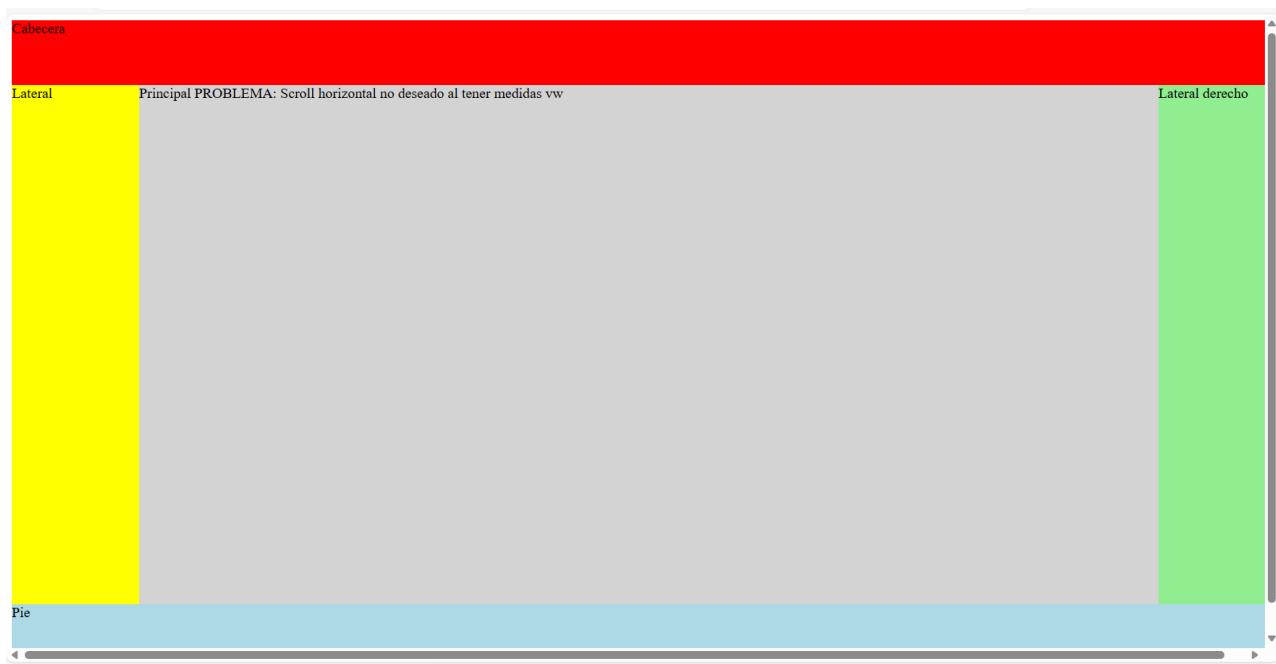 Cabecera
Lateral
Principal PROBLEMA: Scroll horizontal no deseado al tener medidas vw
Lateral derecho
Pie